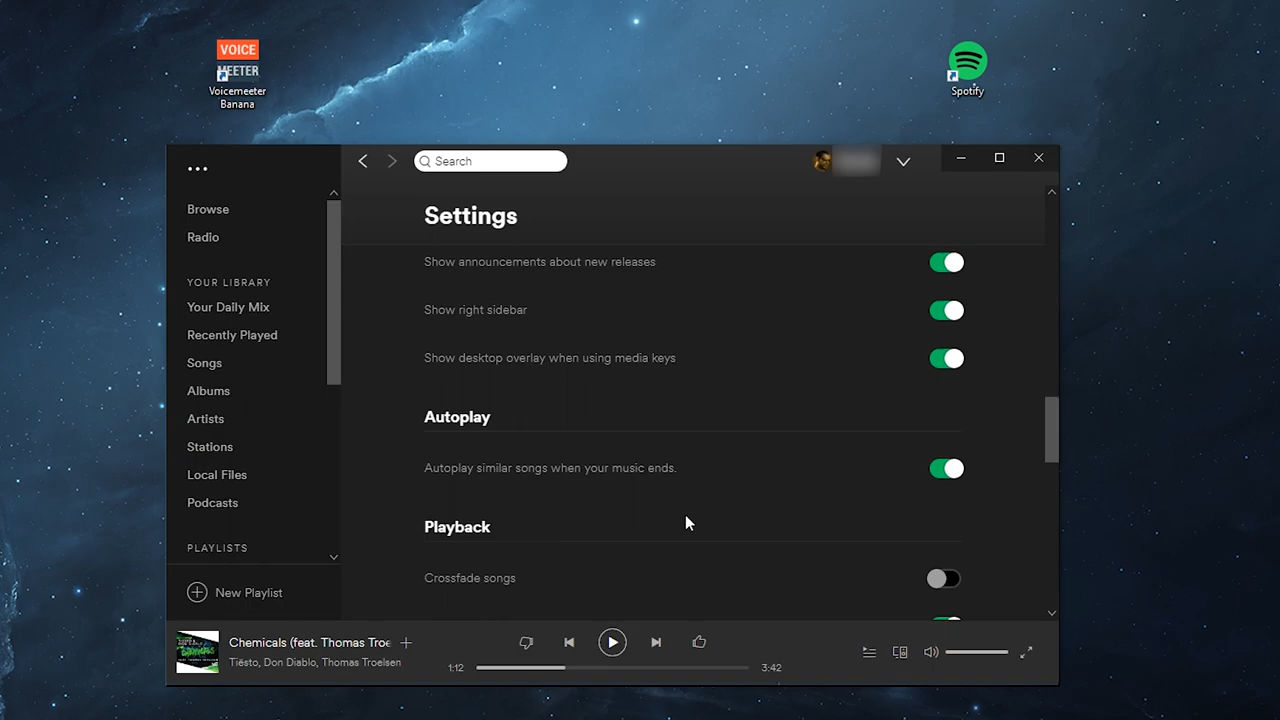 VOICE
MEETER
Voicemeeter
Banana
Spotify
Search
Browse
Radio
YOUR LIBRARY
Your Daily Mix
Recently Played
Songs
Albums
Artists
Stations
Local Files
Podcasts
PLAYLISTS
New Playlist
Settings
Show announcements about new releases
Show right sidebar
Show desktop overlay when using media keys
Autoplay
Autoplay similar songs when your music ends.
Playback
Crossfade songs
Chemicals (feat. Thomas Troe
Tiësto, Don Diablo, Thomas Troelsen
1:12
3:42